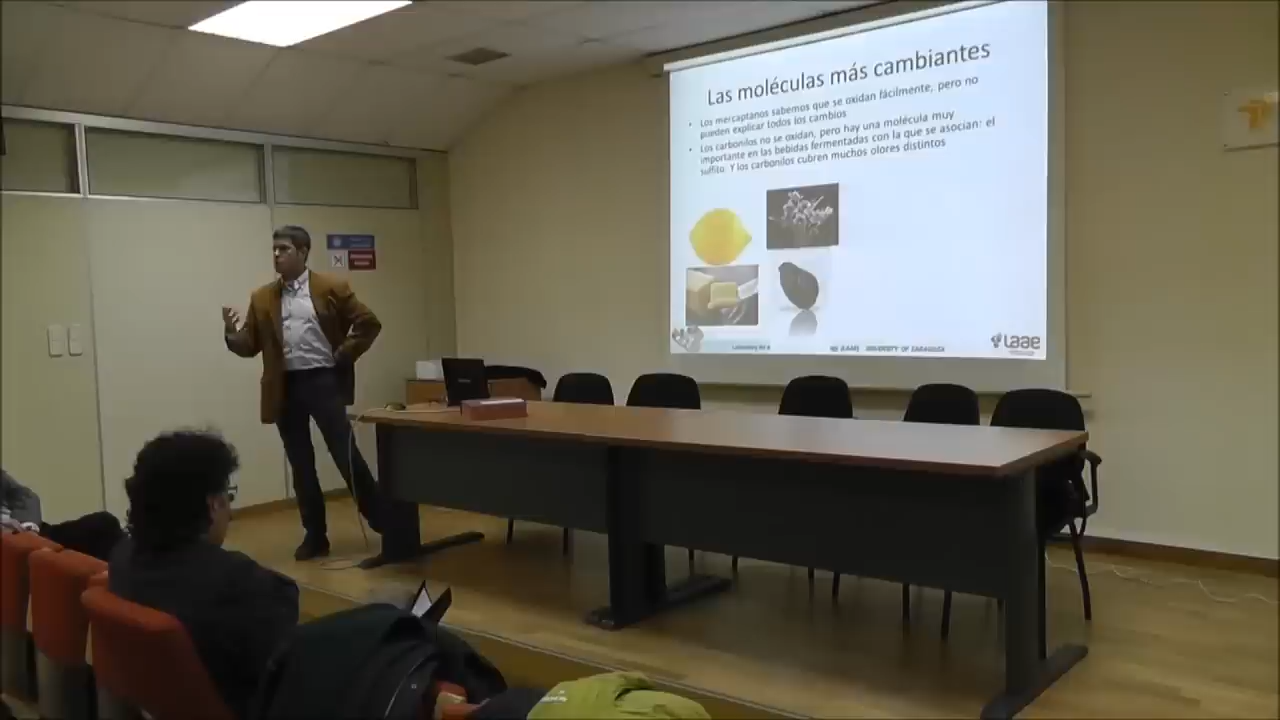 Las moléculas más cambiantes
• Los mercaptanos sabemos que se oxidan fácilmente, pero no
pueden explicar todos los cambios
• Los carbonilos no se oxidan, pero hay una molécula muy
importante en las bebidas fermentadas con la que se asocian: el
sulfito. Y los carbonilos cubren muchos olores distintos
(LAAE) UNIVERSITY OF ZARAGOZA
Laae